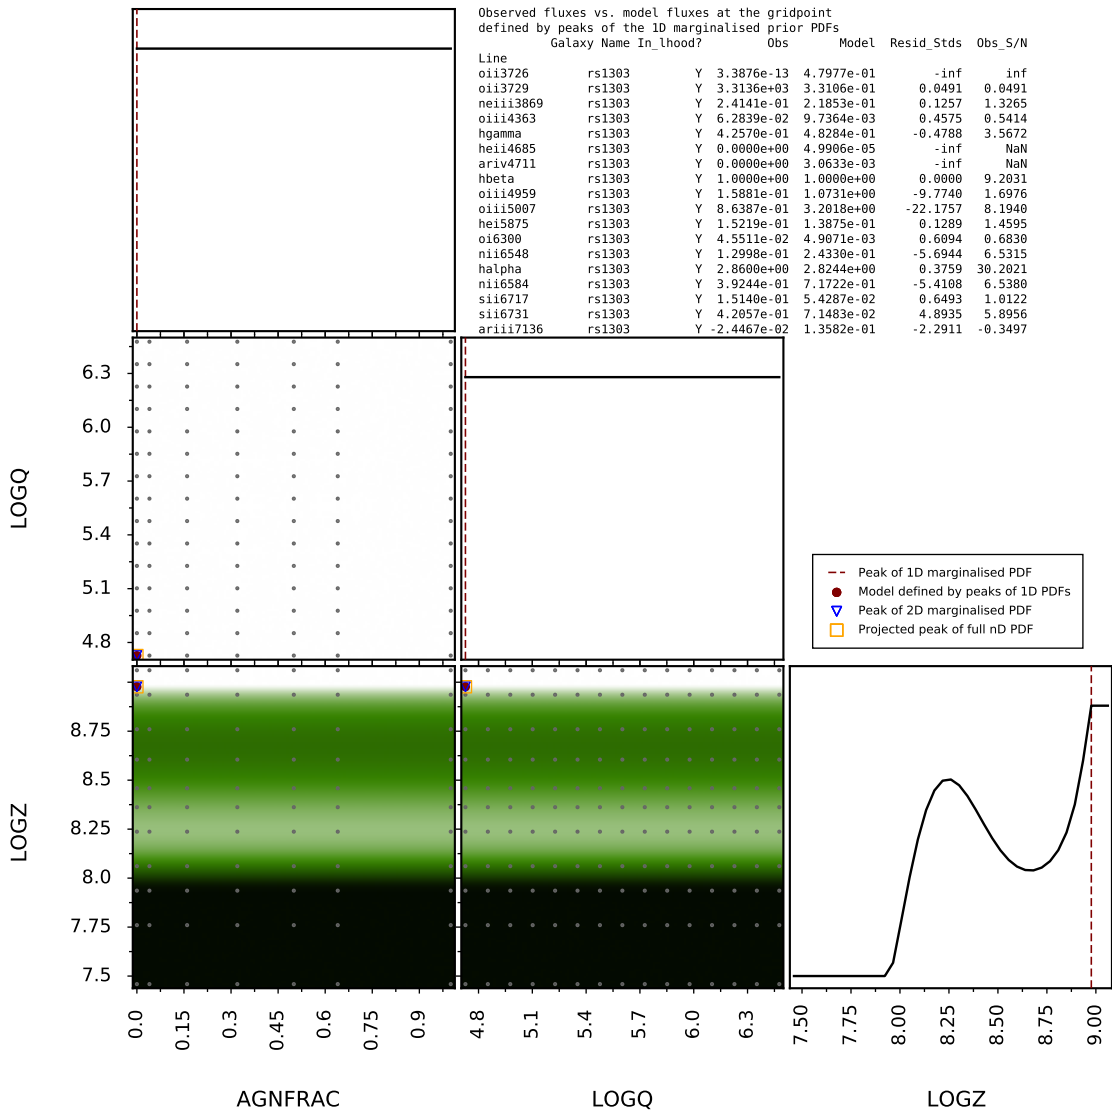 Observed fluxes vs. model fluxes at the gridpoint
defined by peaks of the 1D marginalised prior PDFs
Galaxy Name In_lhood? Obs Model Resid_Stds Obs_S/N
Line
oii3726 rs1303 Y 3.3876e-13 4.7977e-01 -inf inf
oii3729 rs1303 Y 3.3136e+03 3.3106e-01 0.0491 0.0491
neiii3869 rs1303 Y 2.4141e-01 2.1853e-01 0.1257 1.3265
oiii4363 rs1303 Y 6.2839e-02 9.7364e-03 0.4575 0.5414
hgamma rs1303 Y 4.2570e-01 4.8284e-01 -0.4788 3.5672
heii4685 rs1303 Y 0.0000e+00 4.9906e-05 -inf NaN
ariv4711 rs1303 Y 0.0000e+00 3.0633e-03 -inf NaN
hbeta rs1303 Y 1.0000e+00 1.0000e+00 0.0000 9.2031
oiii4959 rs1303 Y 1.5881e-01 1.0731e+00 -9.7740 1.6976
oiii5007 rs1303 Y 8.6387e-01 3.2018e+00 -22.1757 8.1940
hei5875 rs1303 Y 1.5219e-01 1.3875e-01 0.1289 1.4595
oi6300 rs1303 Y 4.5511e-02 4.9071e-03 0.6094 0.6830
nii6548 rs1303 Y 1.2998e-01 2.4330e-01 -5.6944 6.5315
halpha rs1303 Y 2.8600e+00 2.8244e+00 0.3759 30.2021
nii6584 rs1303 Y 3.9244e-01 7.1722e-01 -5.4108 6.5380
sii6717 rs1303 Y 1.5140e-01 5.4287e-02 0.6493 1.0122
sii6731 rs1303 Y 4.2057e-01 7.1483e-02 4.8935 5.8956
ariii7136 rs1303 Y -2.4467e-02 1.3582e-01 -2.2911 -0.3497
6.3
6.0
5.7
5.4
5.1
4.8
LOGQ
Peak of 1D marginalised PDF
Model defined by peaks of 1D PDFs
Peak of 2D marginalised PDF
Projected peak of full nD PDF
8.75
8.5
8.25
8.0
7.75
7.5
LOGZ
0.0 0.15 0.3 0.45 0.6 0.75 0.9
4.8 5.1 5.4 5.7 6.0 6.3
7.50 7.75 8.00 8.25 8.50 8.75 9.00
AGNFRAC LOGQ LOGZ